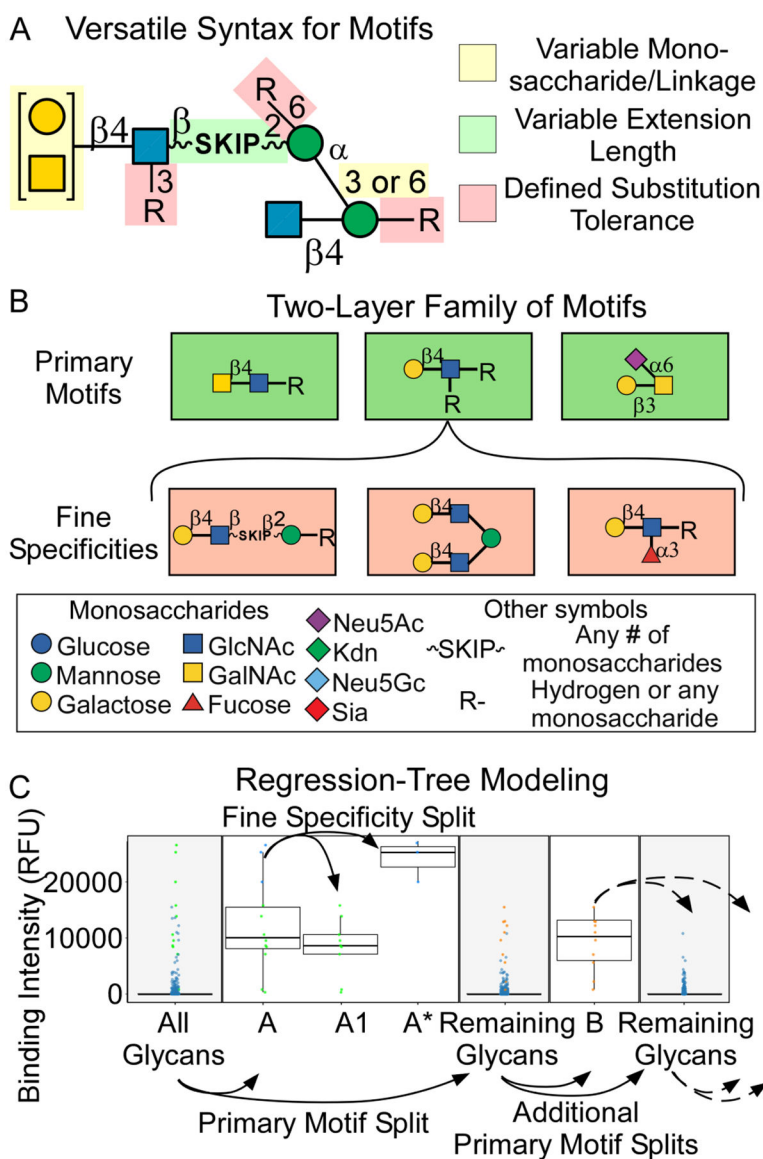 A Versatile Syntax for Motifs
Variable Mono-
saccharide/Linkage
Variable Extension
Length
Defined Substitution
Tolerance
R
6
β4
β
~SKIP~
2
α
3
R
3 or 6
R
β4
B
Two-Layer Family of Motifs
Primary
Motifs
β4
R
β4
R
R
α6
β3
Fine
Specificities
β4 β ~SKIP~ β2 R
β4
β4
β4
R
α3
Monosaccharides
Glucose
Mannose
Galactose
GlcNAc
GalNAc
Fucose
Neu5Ac
Kdn
Neu5Gc
Sia
Other symbols
~SKIP~
Any # of
monosaccharides
R-
Hydrogen or any
monosaccharide
C
Regression-Tree Modeling
Fine Specificity Split
Binding Intensity (RFU)
20000
10000
0
All
Glycans
A
A1
A*
Remaining
Glycans
B
Remaining
Glycans
Primary Motif Split
Additional
Primary Motif Splits